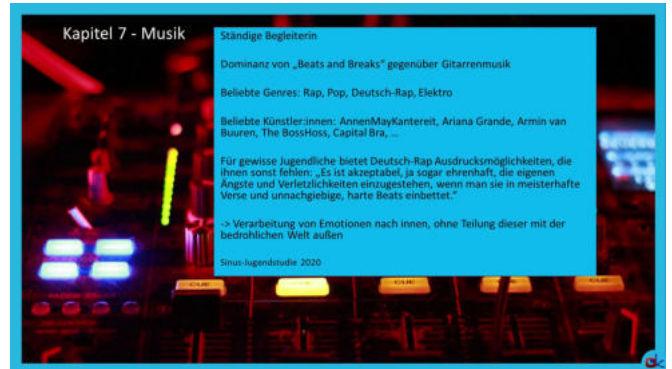 Kapitel 7 - Musik
Ständige Begleiterin
Dominanz von „Beats and Breaks“ gegenüber Gitarrenmusik
Beliebte Genres: Rap, Pop, Deutsch-Rap, Elektro
Beliebte Künstler:innen: AnnenMayKantereit, Ariana Grande, Armin van
Buuren, The BossHoss, Capital Bra, ...
Für gewisse Jugendliche bietet Deutsch-Rap Ausdrucksmöglichkeiten, die
ihnen sonst fehlen: „Es ist akzeptabel, ja sogar ehrenhaft, die eigenen
Ängste und Verletzlichkeiten einzugestehen, wenn man sie in meisterhafte
Verse und unnachgiebige, harte Beats einbettet.“
-> Verarbeitung von Emotionen nach innen, ohne Teilung dieser mit der
bedrohlichen Welt außen
Sinus-Jugendstudie 2020
CUE
CUE
CUE